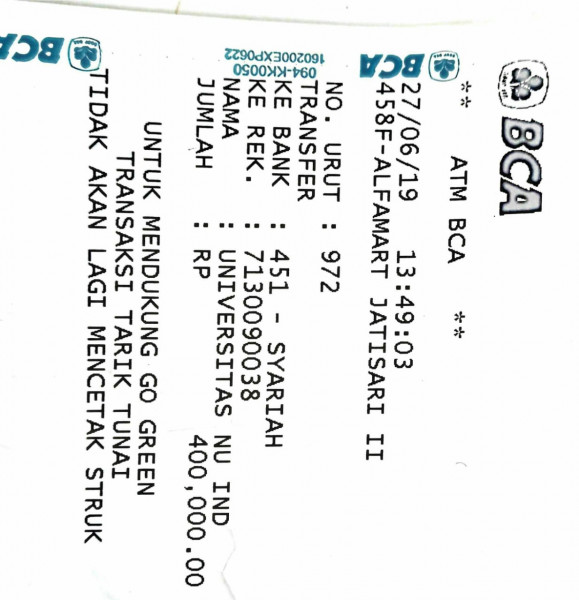 BCA
** ATM BCA **
27/06/19 13:49:03
458F-ALFAMART JATISARI II
BCA
094-KK0050
160200EXP0622
NO. URUT : 972
TRANSFER
KE BANK : 451 - SYARIAH
KE REK. : 7130090038
NAMA : UNIVERSITAS NU IND
JUMLAH : RP 400,000.00
UNTUK MENDUKUNG GO GREEN
TRANSAKSI TARIK TUNAI
TIDAK AKAN LAGI MENCETAK STRUK
BCA